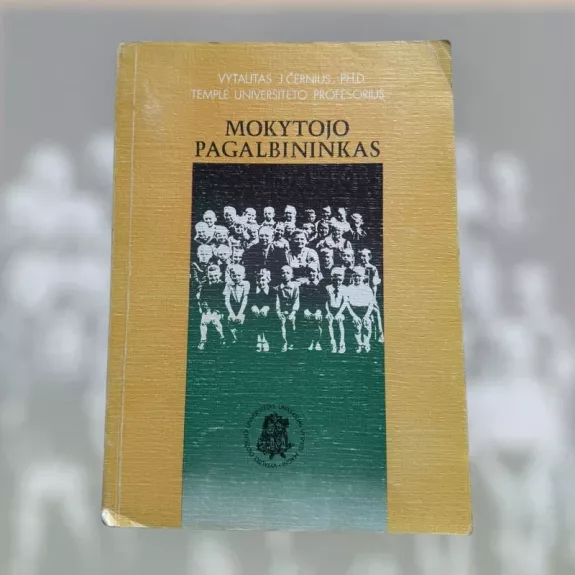 VYTAUTAS J.ČERNIUS, PH.D.
TEMPLE UNIVERSITETO PROFESORIUS
MOKYTOJO
PAGALBININKAS